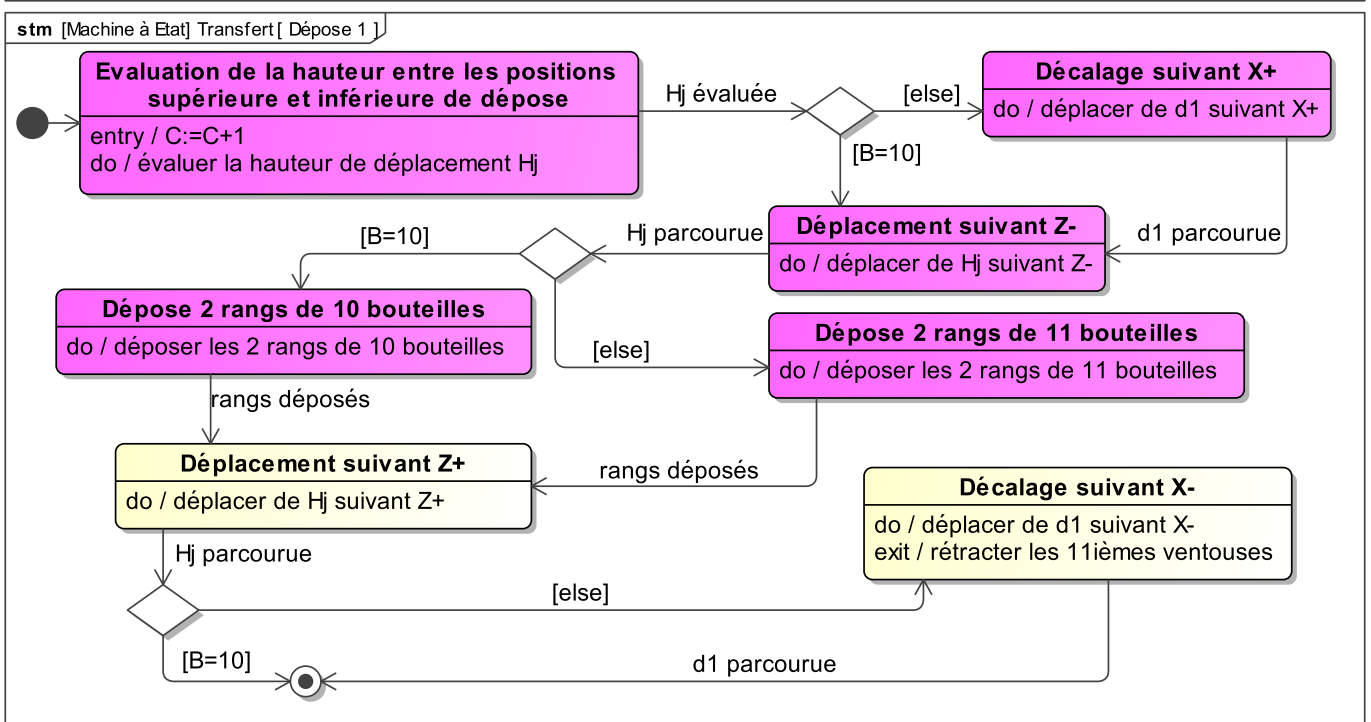 stm [Machine à Etat] Transfert [ Dépose 1 ]
Evaluation de la hauteur entre les positions
supérieure et inférieure de dépose
entry / C:=C+1
do / évaluer la hauteur de déplacement Hj
Hj évaluée
[else]
Décalage suivant X+
do / déplacer de d1 suivant X+
[B=10]
d1 parcourue
Déplacement suivant Z-
do / déplacer de Hj suivant Z-
Hj parcourue
[B=10]
Dépose 2 rangs de 10 bouteilles
do / déposer les 2 rangs de 10 bouteilles
[else]
Dépose 2 rangs de 11 bouteilles
do / déposer les 2 rangs de 11 bouteilles
rangs déposés
rangs déposés
Déplacement suivant Z+
do / déplacer de Hj suivant Z+
Décalage suivant X-
do / déplacer de d1 suivant X-
exit / rétracter les 11ièmes ventouses
Hj parcourue
[else]
[B=10]
d1 parcourue